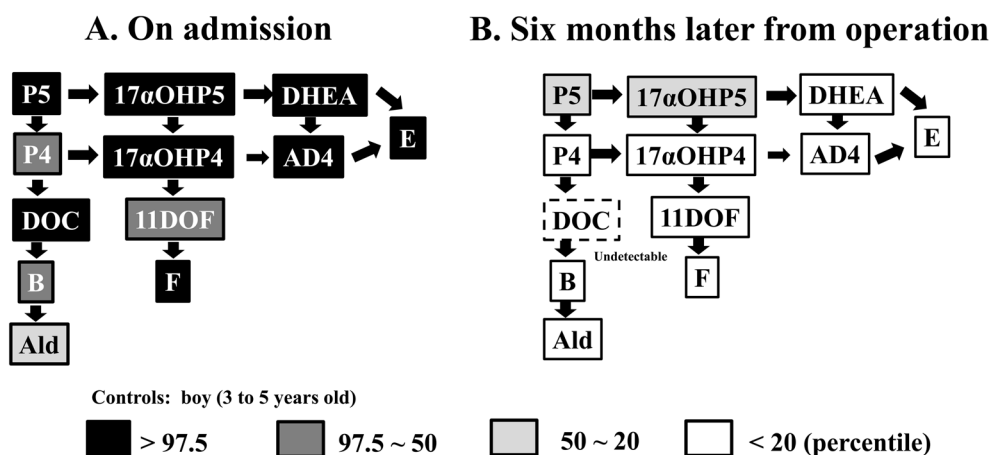 A. On admission
P5 17αOHP5 DHEA
E
P4 17αOHP4 AD4
DOC 11DOF
B F
Ald
B. Six months later from operation
P5 17αOHP5 DHEA
E
P4 17αOHP4 AD4
DOC 11DOF
Undetectable
B F
Ald
Controls: boy (3 to 5 years old)
> 97.5 97.5 ~ 50 50 ~ 20 < 20 (percentile)